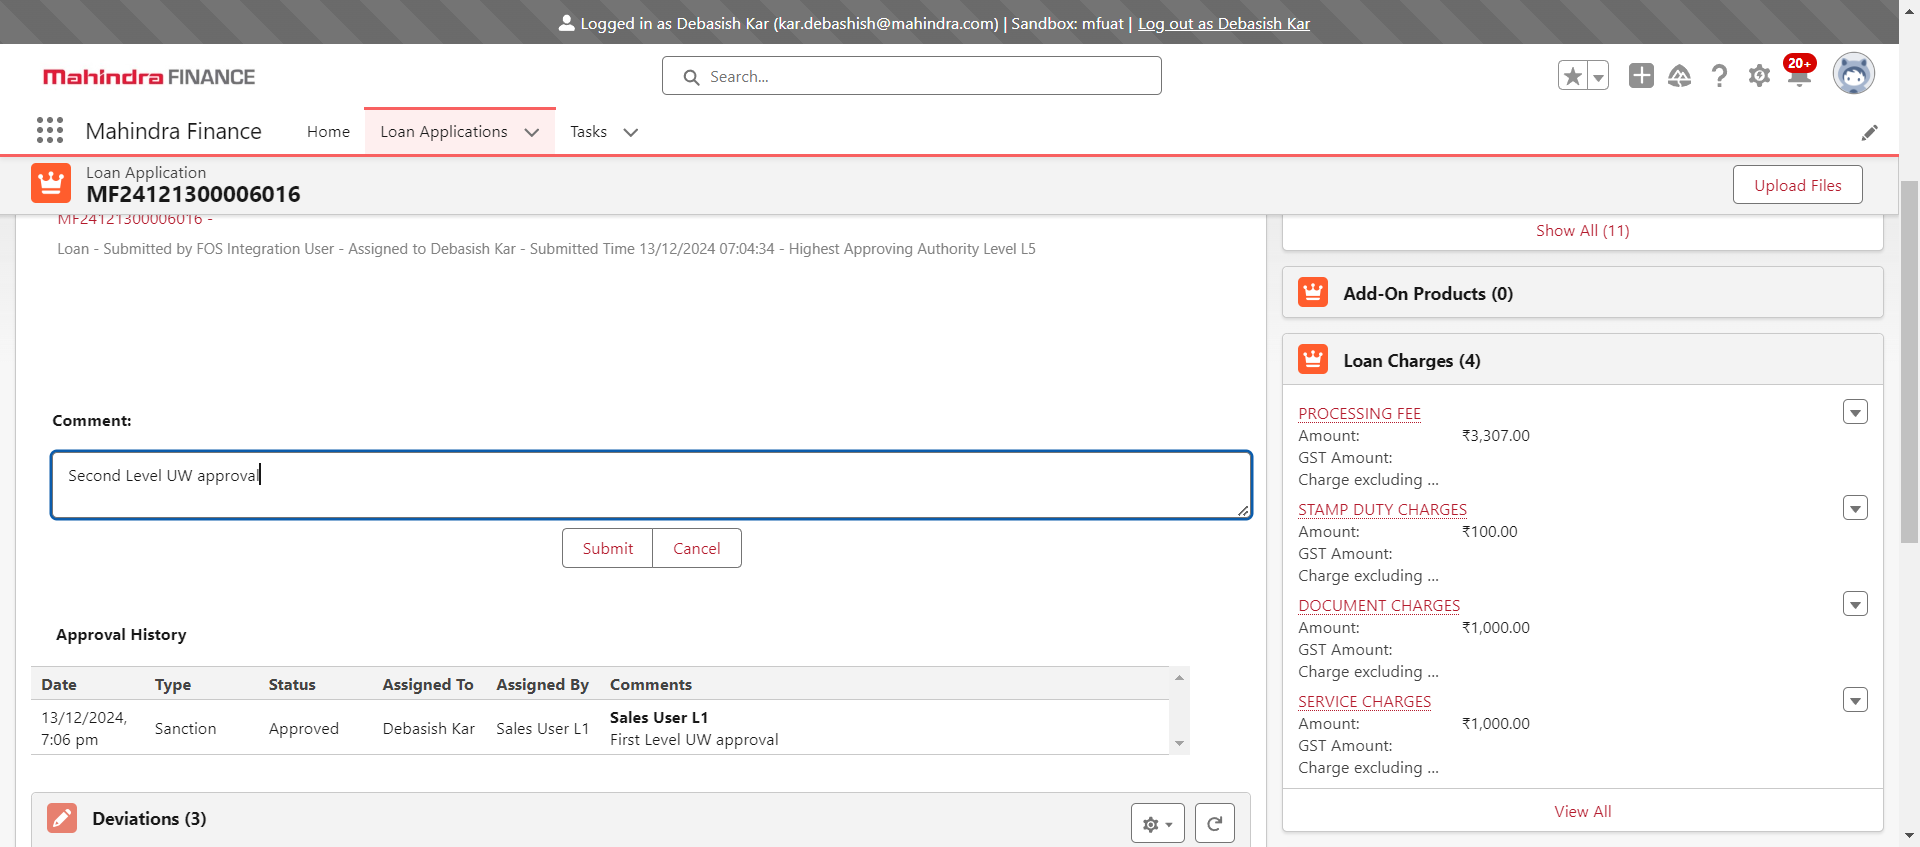 Logged in as Debasish Kar (kar.debashish@mahindra.com) | Sandbox: mfuat | Log out as Debasish Kar
Mahindra FINANCE
Search...
20+
Mahindra Finance
Home
Loan Applications
Tasks
Loan Application
MF24121300006016
Upload Files
MF24121300006016 -
Loan - Submitted by FOS Integration User - Assigned to Debasish Kar - Submitted Time 13/12/2024 07:04:34 - Highest Approving Authority Level L5
Comment:
Second Level UW approval
Submit
Cancel
Approval History
Date Type Status Assigned To Assigned By Comments
13/12/2024, 7:06 pm Sanction Approved Debasish Kar Sales User L1 Sales User L1
First Level UW approval
Deviations (3)
Show All (11)
Add-On Products (0)
Loan Charges (4)
PROCESSING FEE
Amount: ₹3,307.00
GST Amount:
Charge excluding ...
STAMP DUTY CHARGES
Amount: ₹100.00
GST Amount:
Charge excluding ...
DOCUMENT CHARGES
Amount: ₹1,000.00
GST Amount:
Charge excluding ...
SERVICE CHARGES
Amount: ₹1,000.00
GST Amount:
Charge excluding ...
View All